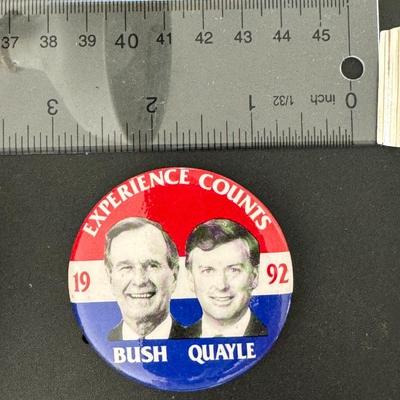 37 38 39 40 41 42 43 44 45
3 2 1 1/32 inch 0
EXPERIENCE COUNTS
19 92
BUSH QUAYLE